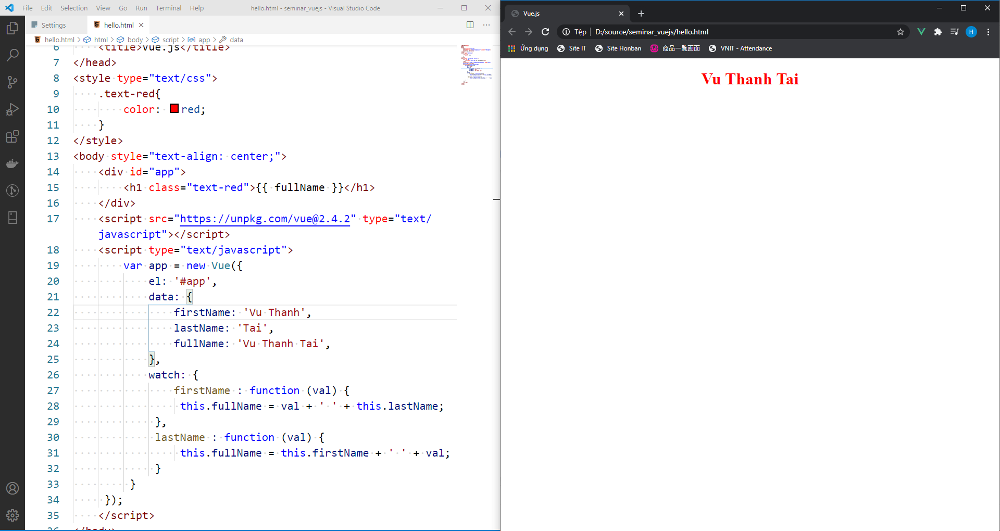 File Edit Selection View Go Run Terminal Help hello.html - seminar_vuejs - Visual Studio Code
Settings hello.html
hello.html > html > body > script > app > data
6 <title>Vue.js</title>
7 </head>
8 <style type="text/css">
9 .text-red{
10 color: red;
11 }
12 </style>
13 <body style="text-align: center;">
14 <div id="app">
15 <h1 class="text-red">{{ fullName }}</h1>
16 </div>
17 <script src="https://unpkg.com/vue@2.4.2" type="text/
javascript"></script>
18 <script type="text/javascript">
19 var app = new Vue({
20 el: '#app',
21 data: {
22 firstName: 'Vu Thanh',
23 lastName: 'Tai',
24 fullName: 'Vu Thanh Tai',
25 },
26 watch: {
27 firstName : function (val) {
28 this.fullName = val + ' ' + this.lastName;
29 },
30 lastName : function (val) {
31 this.fullName = this.firstName + ' ' + val;
32 }
33 }
34 });
35 </script>
36 </body>
Vue.js
Tệp D:/source/seminar_vuejs/hello.html H
Ứng dụng Site IT Site Honban 商品一覧画面 VNIT - Attendance
Vu Thanh Tai